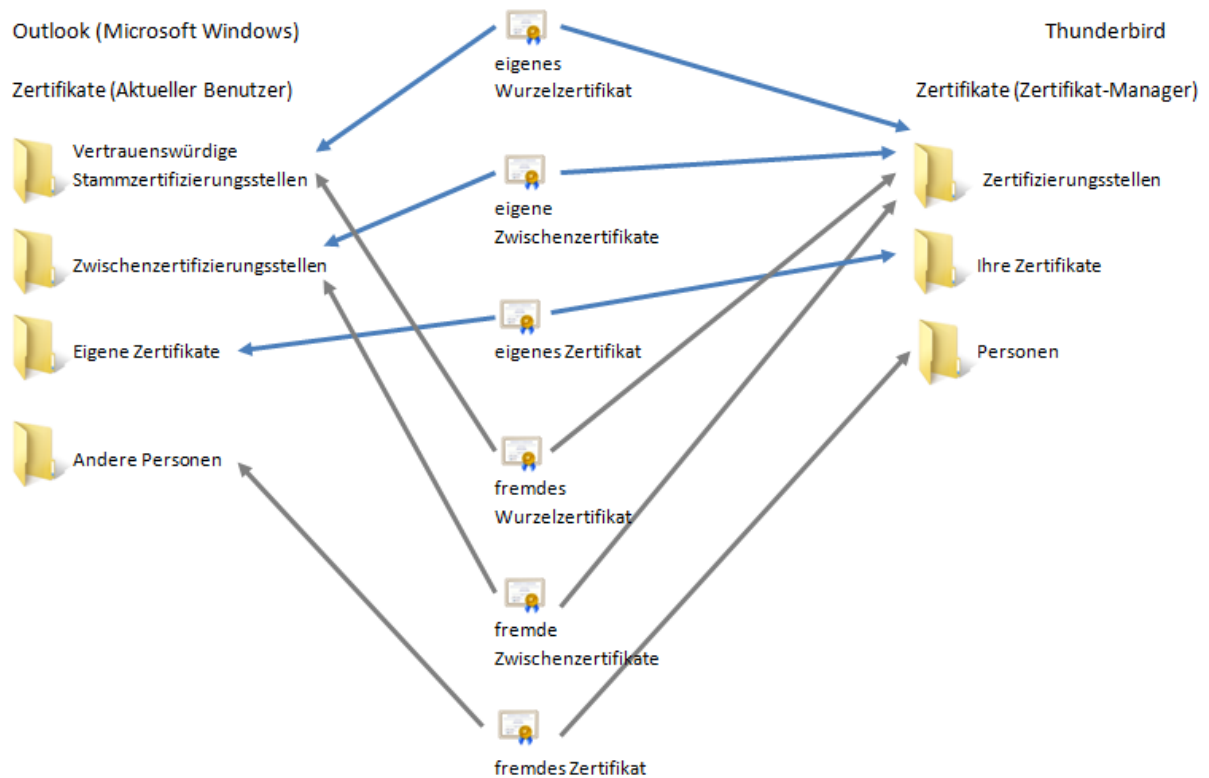 Outlook (Microsoft Windows)
Thunderbird
Zertifikate (Aktueller Benutzer)
Zertifikate (Zertifikat-Manager)
Vertrauenswürdige
Stammzertifizierungsstellen
Zwischenzertifizierungsstellen
Eigene Zertifikate
Andere Personen
eigenes
Wurzelzertifikat
eigene
Zwischenzertifikate
eigenes Zertifikat
fremdes
Wurzelzertifikat
fremde
Zwischenzertifikate
fremdes Zertifikat
Zertifizierungsstellen
Ihre Zertifikate
Personen